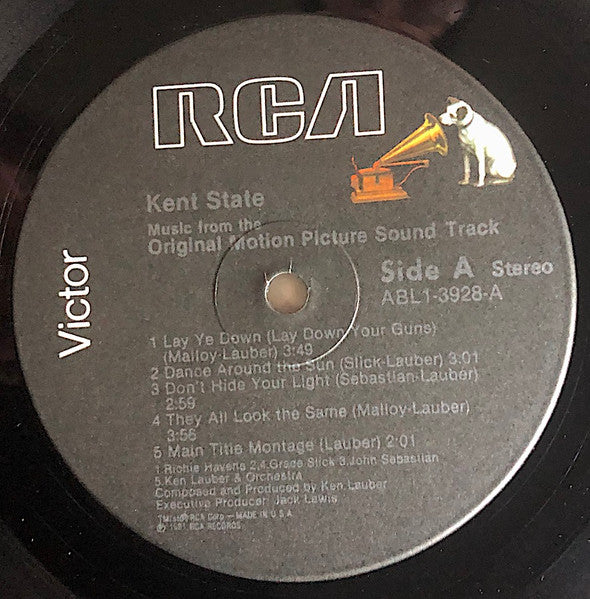 RCA
Kent State
Music from the
Original Motion Picture Sound Track
Side A Stereo
ABL1-3928-A
Victor
1 Lay Ye Down (Lay Down Your Guns)
(Malloy-Lauber) 3:49
2 Dance Around the Sun (Slick-Lauber) 3:01
3 Don't Hide Your Light (Sebastian-Lauber)
2:59
4 They All Look the Same (Malloy-Lauber)
3:56
5 Main Title Montage (Lauber) 2:01
1.Richie Havens 2,4.Grace Slick 3.John Sebastian
5.Ken Lauber & Orchestra
Composed and Produced by Ken Lauber
Executive Producer: Jack Lewis
TM(s)® RCA Corp — MADE IN U.S.A.
℗ 1981, RCA RECORDS